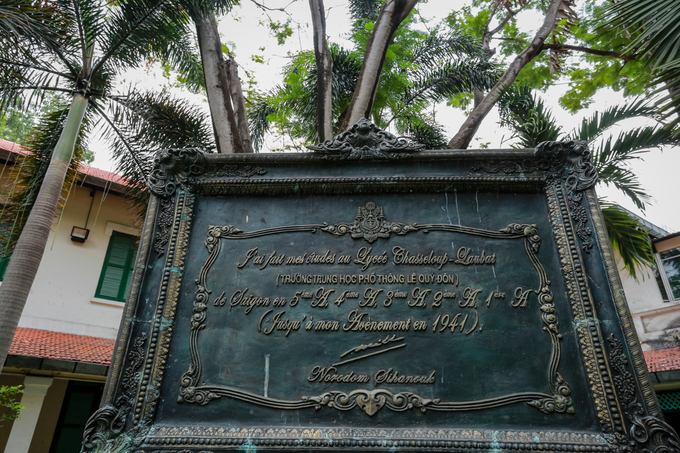 J'ai fait mes études au Lycée Chasseloup-Laubat
(TRƯỜNG TRUNG HỌC PHỔ THÔNG LÊ QUÝ-ĐÔN)
de Saigon en 5ème A 4ème A 3ème A 2ème A 1ère A
(Jusqu'à mon Avènement en 1941).
Norodom Sihanouk